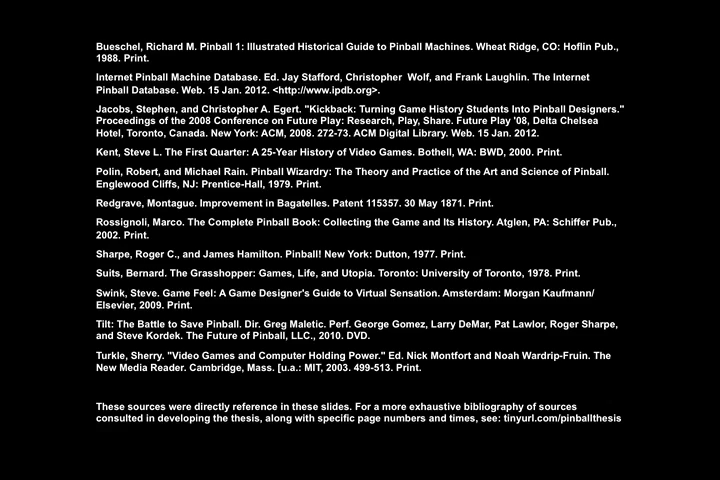 Bueschel, Richard M. Pinball 1: Illustrated Historical Guide to Pinball Machines. Wheat Ridge, CO: Hoflin Pub.,
1988. Print.
Internet Pinball Machine Database. Ed. Jay Stafford, Christopher  Wolf, and Frank Laughlin. The Internet
Pinball Database. Web. 15 Jan. 2012. <http://www.ipdb.org>.
Jacobs, Stephen, and Christopher A. Egert. "Kickback: Turning Game History Students Into Pinball Designers."
Proceedings of the 2008 Conference on Future Play: Research, Play, Share. Future Play '08, Delta Chelsea
Hotel, Toronto, Canada. New York: ACM, 2008. 272-73. ACM Digital Library. Web. 15 Jan. 2012.
Kent, Steve L. The First Quarter: A 25-Year History of Video Games. Bothell, WA: BWD, 2000. Print.
Polin, Robert, and Michael Rain. Pinball Wizardry: The Theory and Practice of the Art and Science of Pinball.
Englewood Cliffs, NJ: Prentice-Hall, 1979. Print.
Redgrave, Montague. Improvement in Bagatelles. Patent 115357. 30 May 1871. Print.
Rossignoli, Marco. The Complete Pinball Book: Collecting the Game and Its History. Atglen, PA: Schiffer Pub.,
2002. Print.
Sharpe, Roger C., and James Hamilton. Pinball! New York: Dutton, 1977. Print.
Suits, Bernard. The Grasshopper: Games, Life, and Utopia. Toronto: University of Toronto, 1978. Print.
Swink, Steve. Game Feel: A Game Designer's Guide to Virtual Sensation. Amsterdam: Morgan Kaufmann/
Elsevier, 2009. Print.
Tilt: The Battle to Save Pinball. Dir. Greg Maletic. Perf. George Gomez, Larry DeMar, Pat Lawlor, Roger Sharpe,
and Steve Kordek. The Future of Pinball, LLC., 2010. DVD.
Turkle, Sherry. "Video Games and Computer Holding Power." Ed. Nick Montfort and Noah Wardrip-Fruin. The
New Media Reader. Cambridge, Mass. [u.a.: MIT, 2003. 499-513. Print.
These sources were directly reference in these slides. For a more exhaustive bibliography of sources
consulted in developing the thesis, along with specific page numbers and times, see: tinyurl.com/pinballthesis